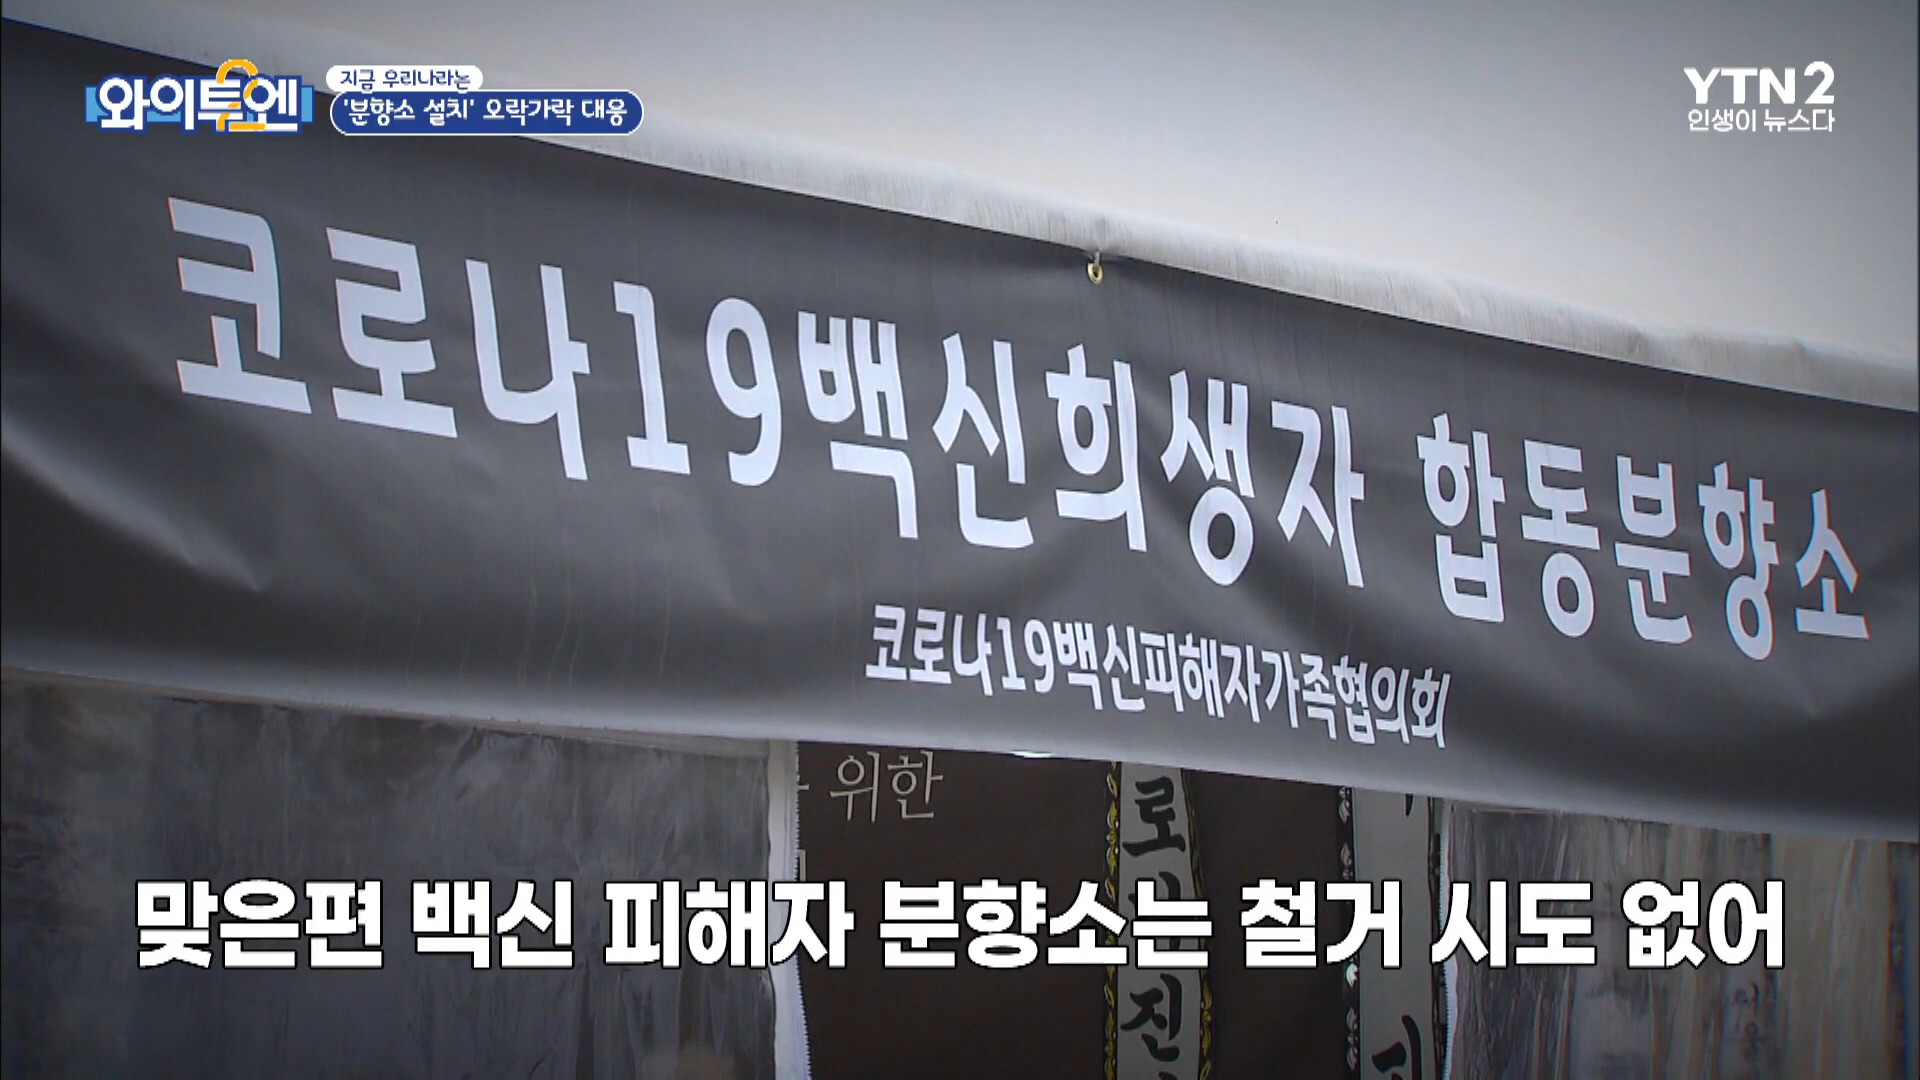 와이투엔
지금 우리나라는
'분향소 설치' 오락가락 대응
YTN2
인생이 뉴스다
코로나19백신희생자 합동분향소
코로나19백신피해자가족협의회
위한
로
진
맞은편 백신 피해자 분향소는 철거 시도 없어